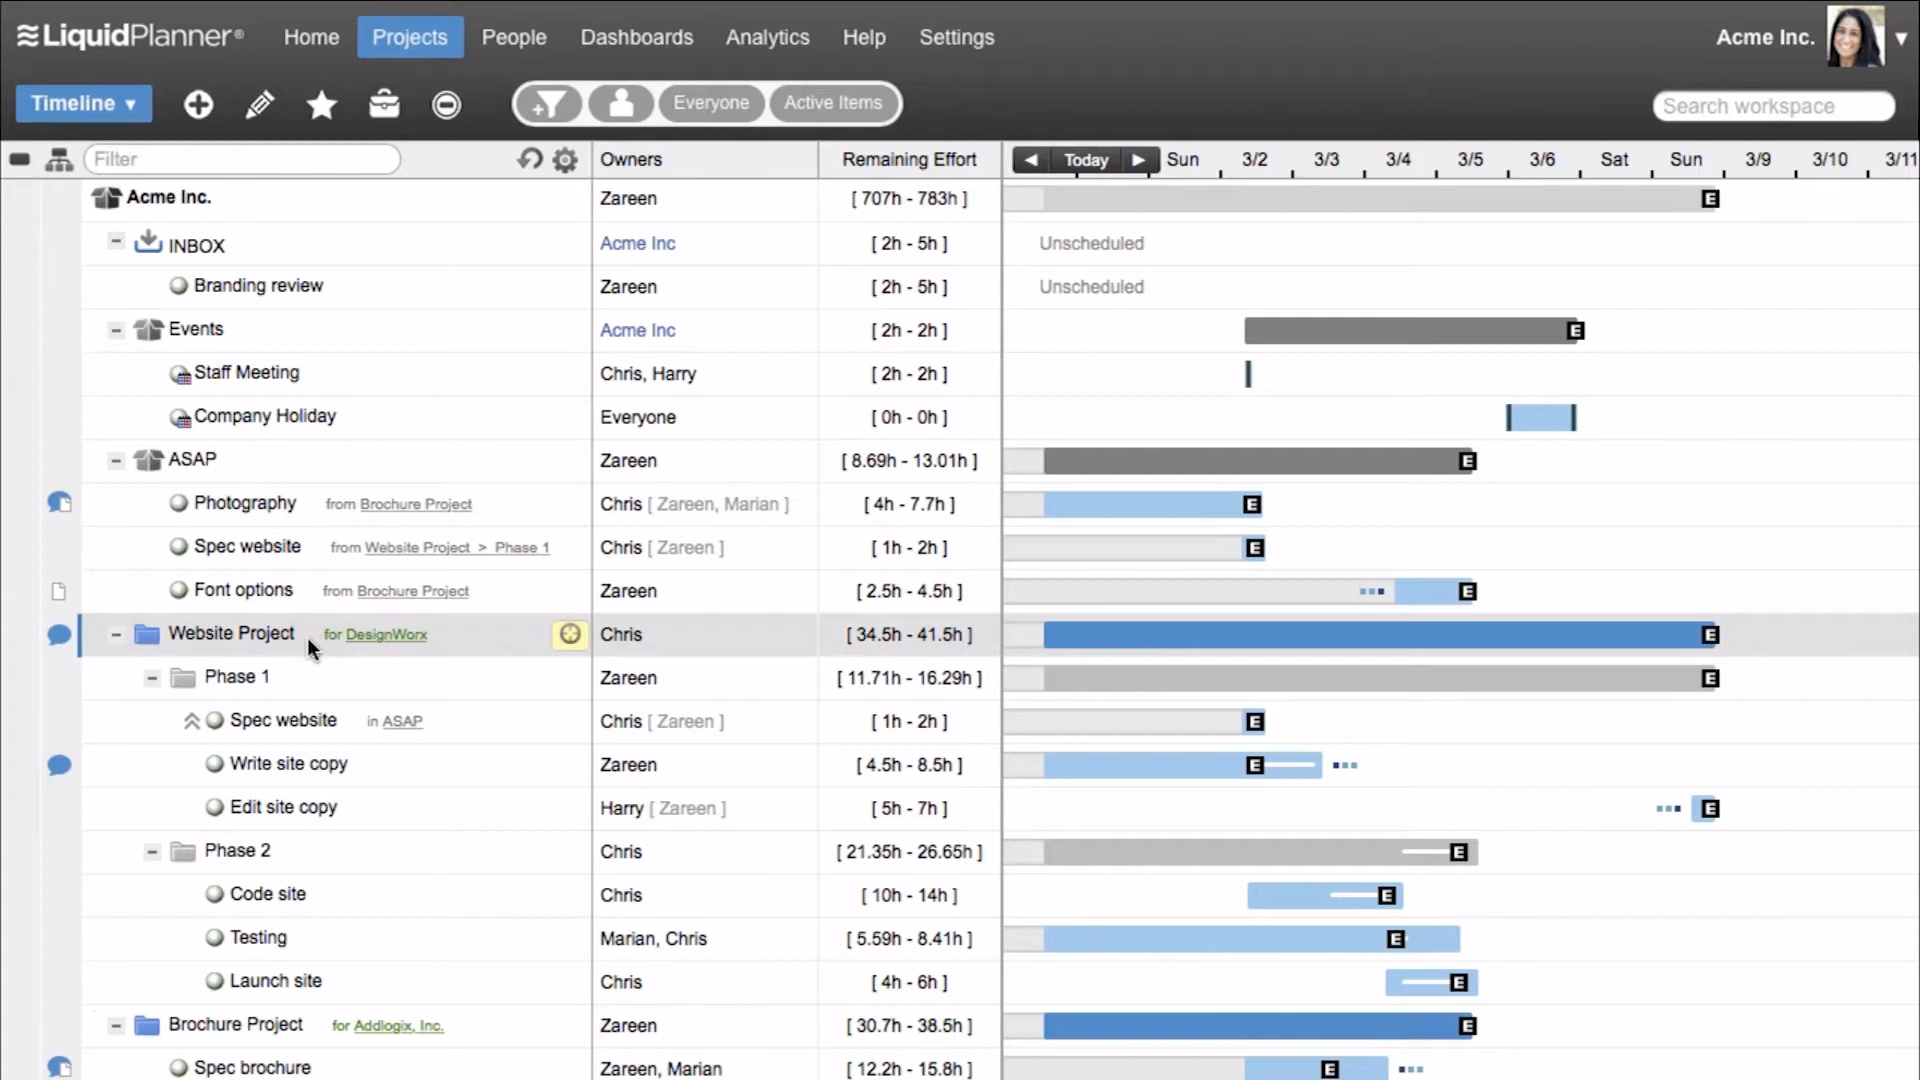 LiquidPlanner® Home Projects People Dashboards Analytics Help Settings Acme Inc. ▼
Timeline ▼ Everyone Active Items Search workspace
Filter Owners Remaining Effort ◀ Today ▶ Sun 3/2 3/3 3/4 3/5 3/6 Sat Sun 3/9 3/10 3/11
Acme Inc. Zareen [ 707h - 783h ] E
INBOX Acme Inc [ 2h - 5h ] Unscheduled
Branding review Zareen [ 2h - 5h ] Unscheduled
Events Acme Inc [ 2h - 2h ] E
Staff Meeting Chris, Harry [ 2h - 2h ]
Company Holiday Everyone [ 0h - 0h ]
ASAP Zareen [ 8.69h - 13.01h ] E
Photography from Brochure Project Chris [ Zareen, Marian ] [ 4h - 7.7h ] E
Spec website from Website Project > Phase 1 Chris [ Zareen ] [ 1h - 2h ] E
Font options from Brochure Project Zareen [ 2.5h - 4.5h ] E
Website Project for DesignWorx Chris [ 34.5h - 41.5h ] E
Phase 1 Zareen [ 11.71h - 16.29h ] E
Spec website in ASAP Chris [ Zareen ] [ 1h - 2h ] E
Write site copy Zareen [ 4.5h - 8.5h ] E
Edit site copy Harry [ Zareen ] [ 5h - 7h ] E
Phase 2 Chris [ 21.35h - 26.65h ] E
Code site Chris [ 10h - 14h ] E
Testing Marian, Chris [ 5.59h - 8.41h ] E
Launch site Chris [ 4h - 6h ] E
Brochure Project for Addlogix, Inc. Zareen [ 30.7h - 38.5h ] E
Spec brochure Zareen, Marian [ 12.2h - 15.8h ] E